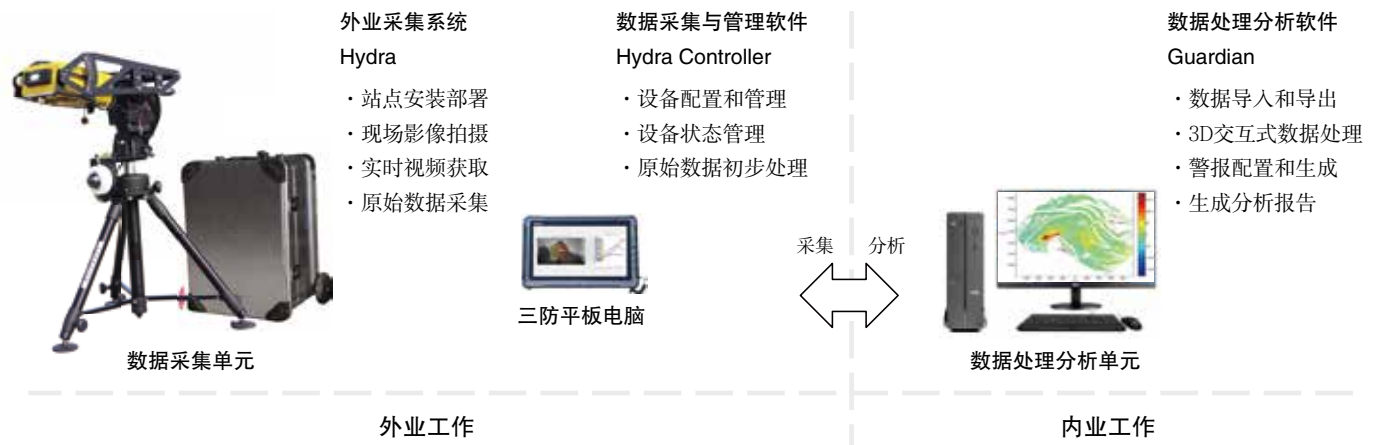 外业采集系统
Hydra
·站点安装部署
·现场影像拍摄
·实时视频获取
·原始数据采集
数据采集与管理软件
Hydra Controller
·设备配置和管理
·设备状态管理
·原始数据初步处理
数据处理分析软件
Guardian
·数据导入和导出
·3D交互式数据处理
·警报配置和生成
·生成分析报告
采集 分析
三防平板电脑
数据采集单元
数据处理分析单元
外业工作
内业工作